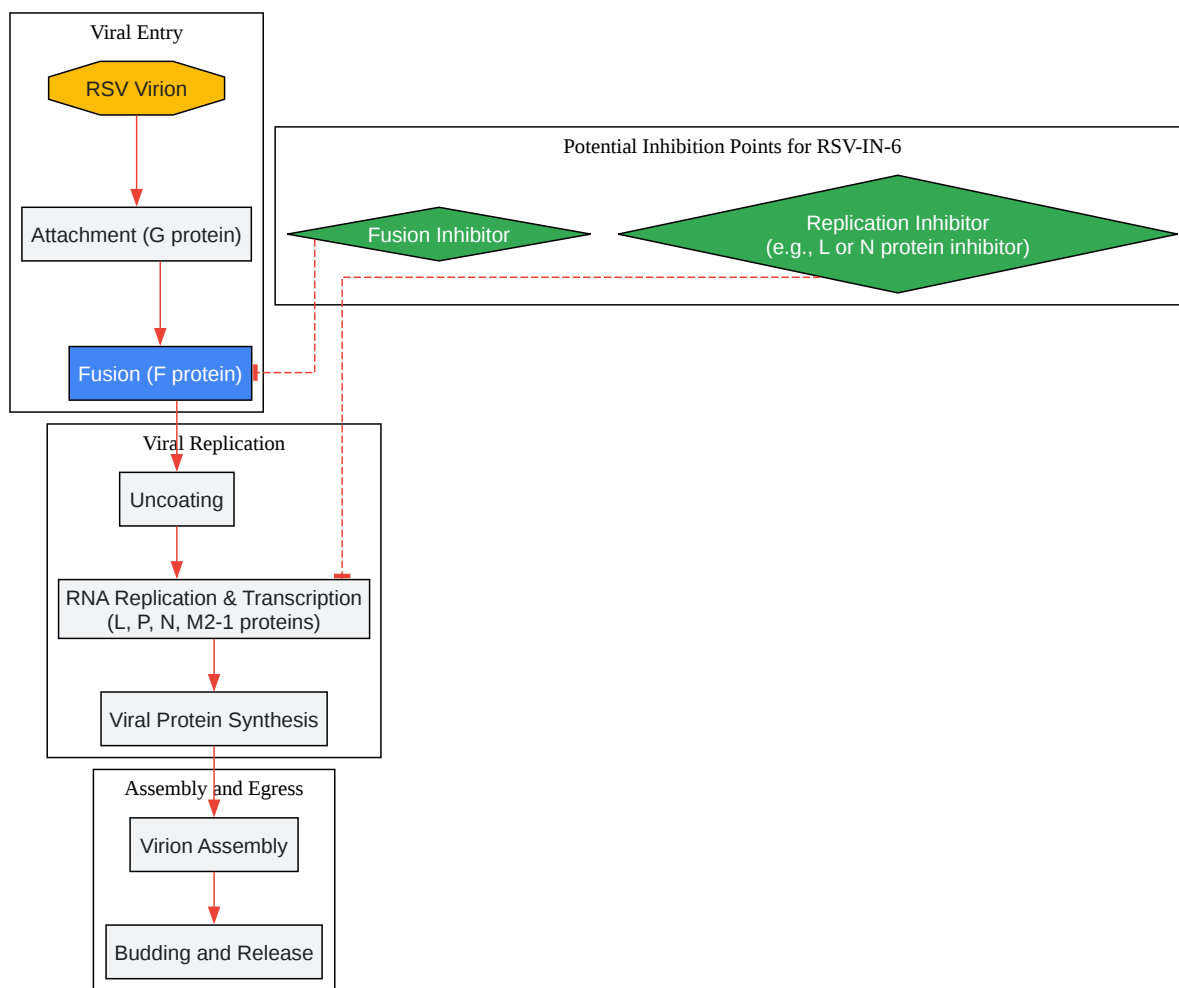 Viral Entry
RSV Virion
Attachment (G protein)
Fusion (F protein)
Potential Inhibition Points for RSV-IN-6
Fusion Inhibitor
Replication Inhibitor
(e.g., L or N protein inhibitor)
Viral Replication
Uncoating
RNA Replication & Transcription
(L, P, N, M2-1 proteins)
Viral Protein Synthesis
Assembly and Egress
Virion Assembly
Budding and Release